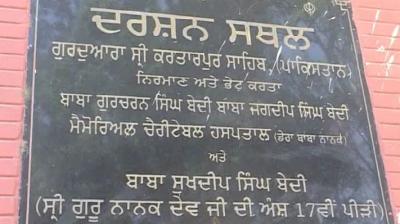 ਦਰਸ਼ਨ ਸਥਲ
ਗੁਰਦੁਆਰਾ ਸ੍ਰੀ ਕਰਤਾਰਪੁਰ ਸਾਹਿਬ, (ਪਾਕਿਸਤਾਨ)
ਨਿਰਮਾਣ ਅਤੇ ਭੇਟ ਕਰਤਾ
ਬਾਬਾ ਗੁਰਚਰਨ ਸਿੰਘ ਬੇਦੀ ਬਾਬਾ ਜਗਦੀਪ ਸਿੰਘ ਬੇਦੀ
ਮੈਮੋਰਿਅਲ ਚੈਰੀਟੇਬਲ ਹਸਪਤਾਲ (ਡੇਰਾ ਬਾਬਾ ਨਾਨਕ)
ਅਤੇ
ਬਾਬਾ ਸੁਖਦੀਪ ਸਿੰਘ ਬੇਦੀ
(ਸ੍ਰੀ ਗੁਰੂ ਨਾਨਕ ਦੇਵ ਜੀ ਦੀ ਅੰਸ 17ਵੀਂ ਪੀੜੀ)